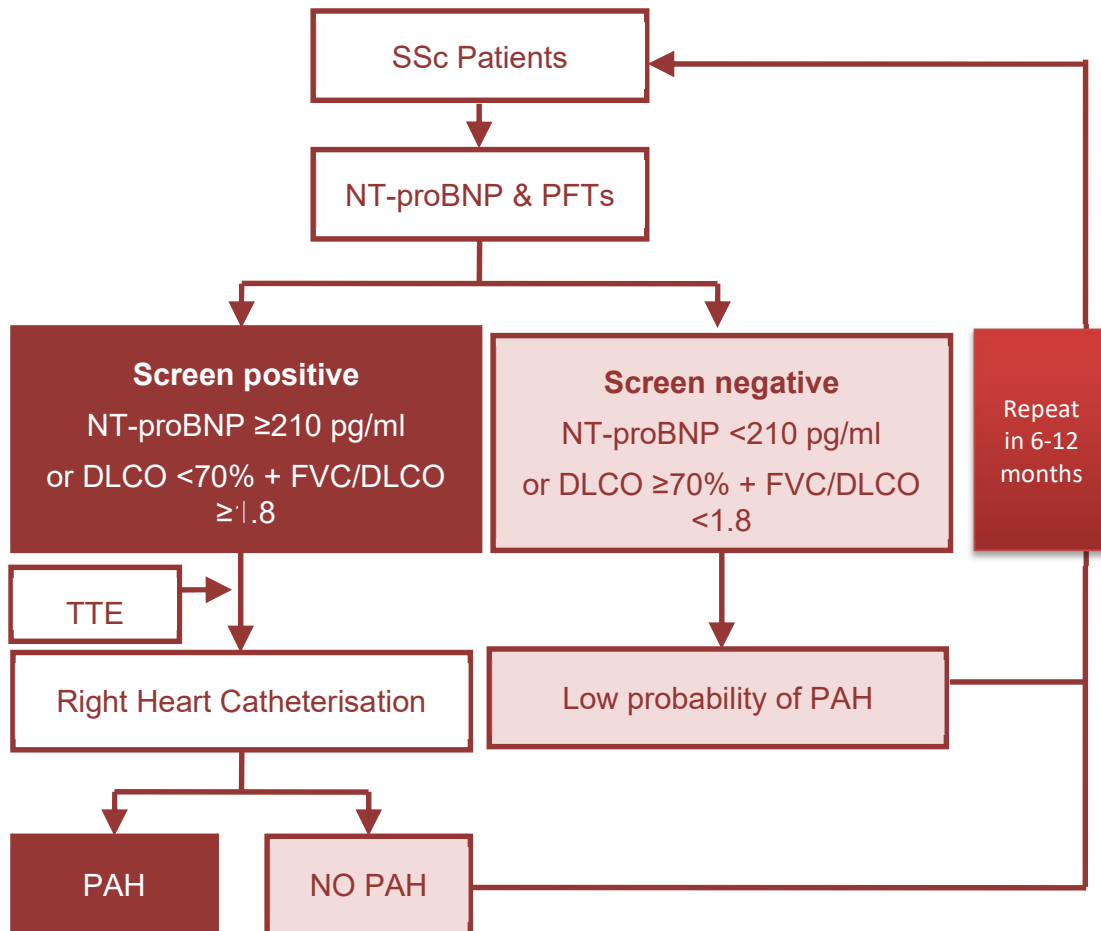 SSc Patients
NT-proBNP & PFTs
Screen positive
NT-proBNP ≥210 pg/ml
or DLCO <70% + FVC/DLCO
≥1.8
Screen negative
NT-proBNP <210 pg/ml
or DLCO ≥70% + FVC/DLCO
<1.8
Repeat
in 6-12
months
TTE
Right Heart Catheterisation
Low probability of PAH
PAH
NO PAH